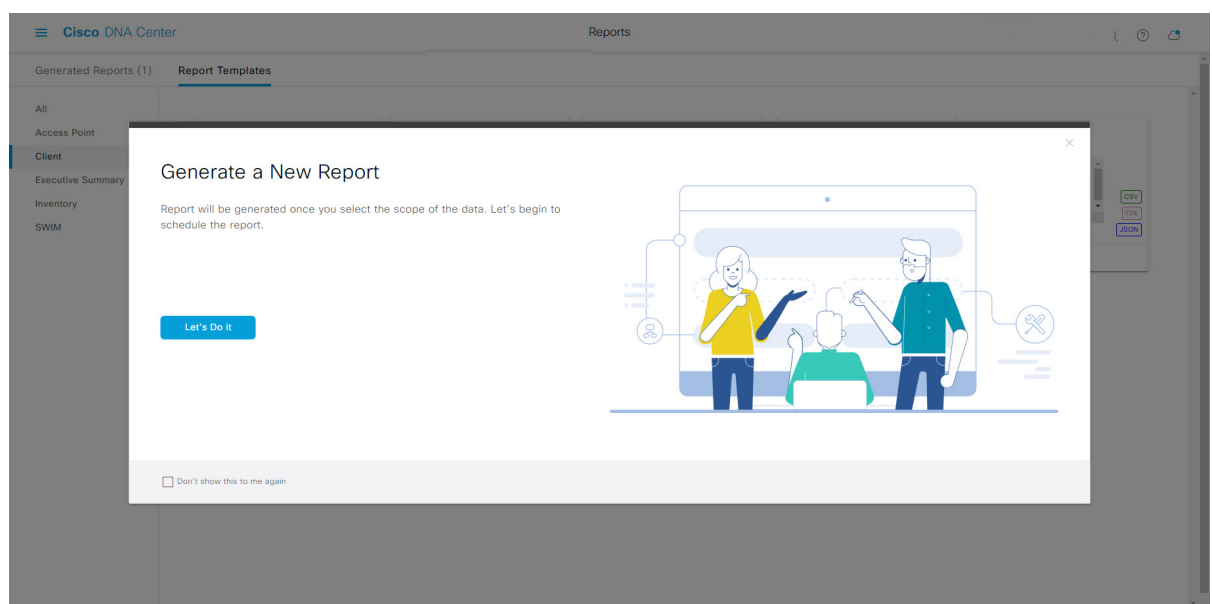 Cisco DNA Center
Reports
Generated Reports (1)
Report Templates
All
Access Point
Client
Executive Summary
Inventory
SWIM
Generate a New Report
Report will be generated once you select the scope of the data. Let's begin to
schedule the report.
Let's Do it
Don't show this to me again
CSV
TDE
JSON